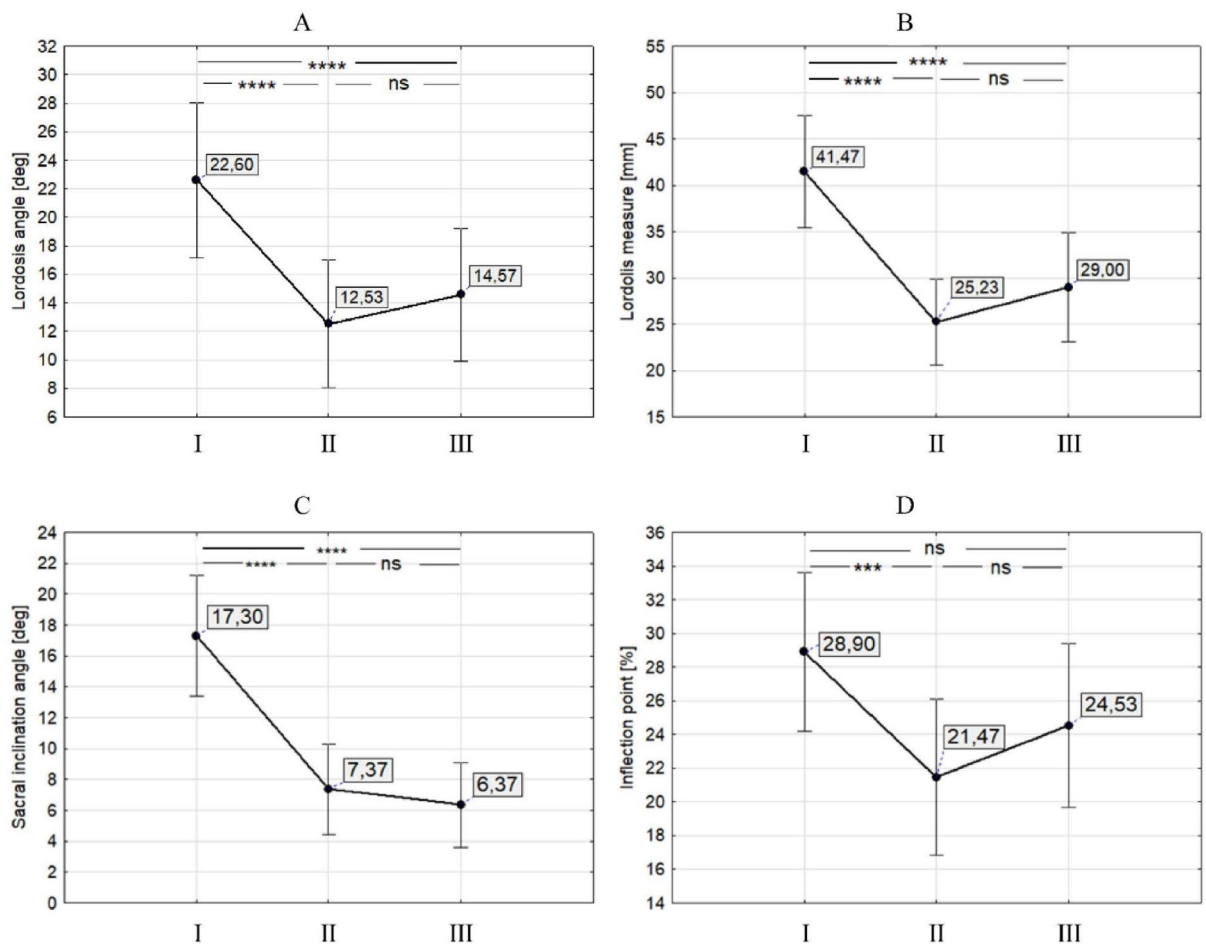 A
Lordosis angle [deg]
32
30
28
26
24
22
20
18
16
14
12
10
8
6
****
****
ns
22,60
12,53
14,57
I
II
III
B
Lordolis measure [mm]
55
50
45
40
35
30
25
20
15
****
****
ns
41,47
25,23
29,00
I
II
III
C
Sacral inclination angle [deg]
24
22
20
18
16
14
12
10
8
6
4
2
0
****
****
ns
17,30
7,37
6,37
I
II
III
D
Inflection point [%]
36
34
32
30
28
26
24
22
20
18
16
14
ns
***
ns
28,90
21,47
24,53
I
II
III